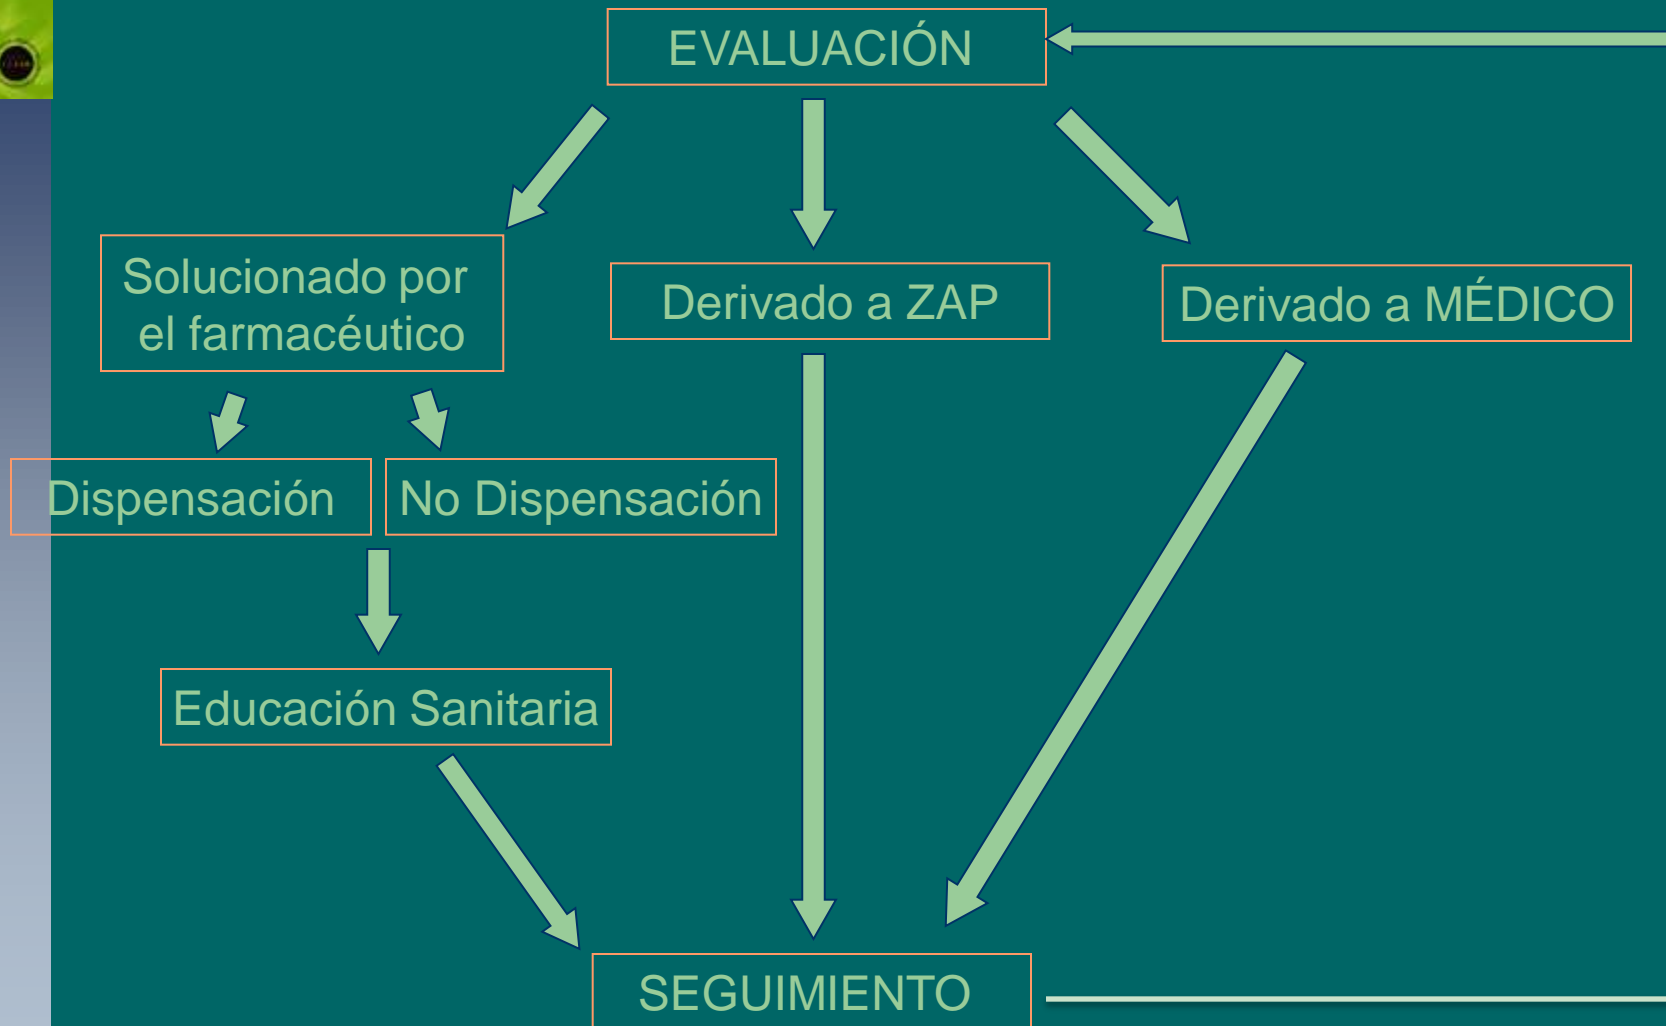 EVALUACIÓN
Solucionado por
el farmacéutico
Derivado a ZAP
Derivado a MÉDICO
Dispensación
No Dispensación
Educación Sanitaria
SEGUIMIENTO